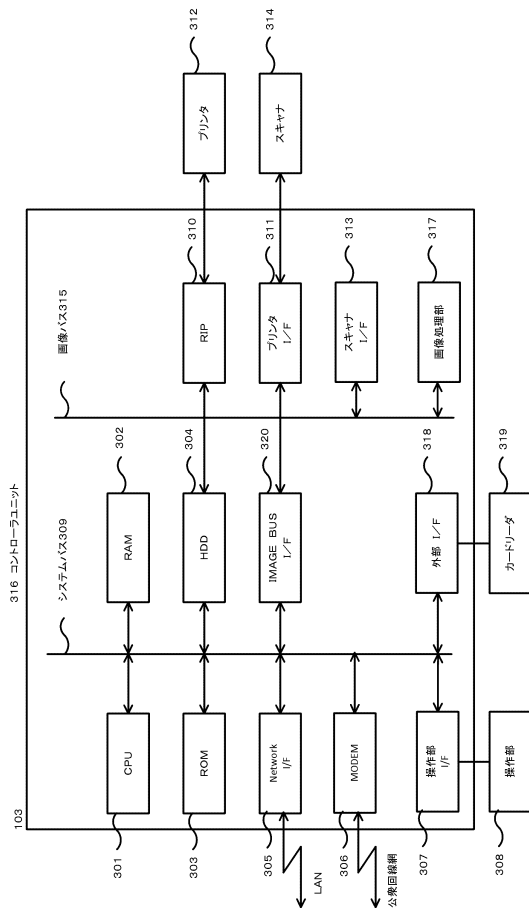 103
316 コントローラユニット
システムバス309
画像バス315
301
CPU
302
RAM
303
ROM
304
HDD
310
RIP
312
プリンタ
305
Network
I/F
LAN
320
IMAGE BUS
I/F
311
プリンタ
I/F
314
スキャナ
306
MODEM
公衆回線網
313
スキャナ
I/F
307
操作部
I/F
318
外部 I/F
317
画像処理部
308
操作部
319
カードリーダ